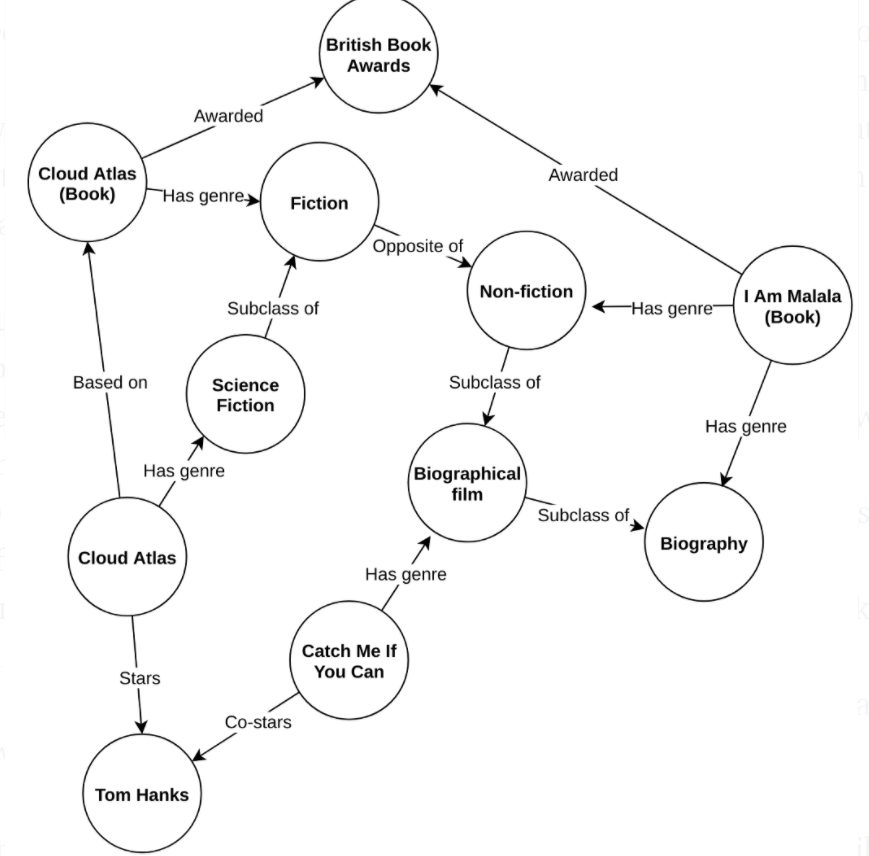 British Book
Awards
Awarded
Cloud Atlas
(Book)
Has genre
Fiction
Awarded
Opposite of
Non-fiction
I Am Malala
(Book)
Has genre
Subclass of
Based on
Science
Fiction
Subclass of
Has genre
Has genre
Biographical
film
Subclass of
Biography
Cloud Atlas
Has genre
Catch Me If
You Can
Stars
Co-stars
Tom Hanks